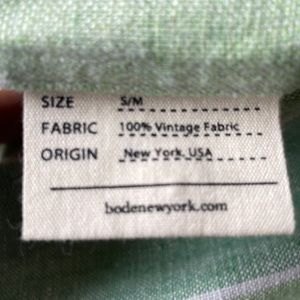 SIZE S/M
FABRIC 100% Vintage Fabric
ORIGIN New York, USA
bodenewyork.com